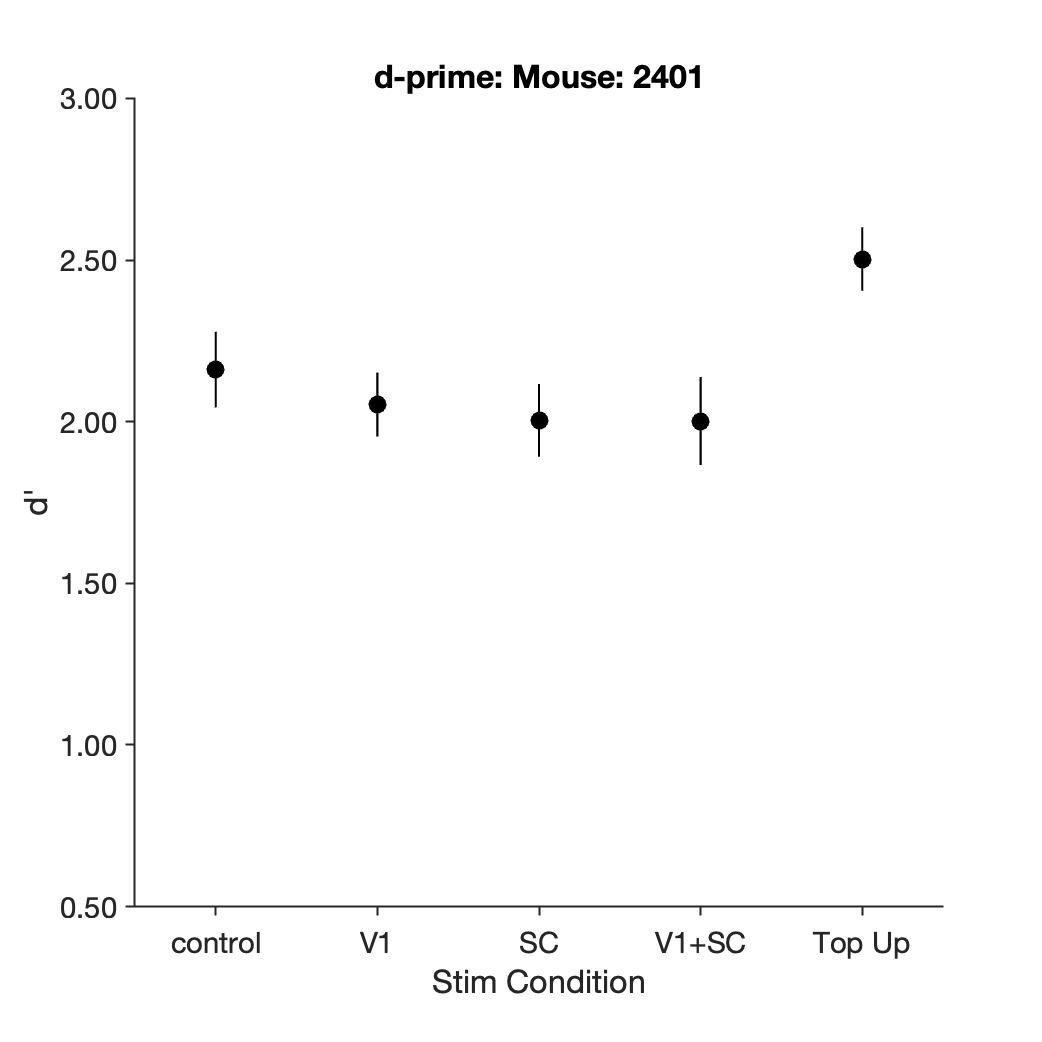 d-prime: Mouse: 2401
3.00
2.50
2.00
1.50
1.00
0.50
d'
control V1 SC V1+SC Top Up
Stim Condition